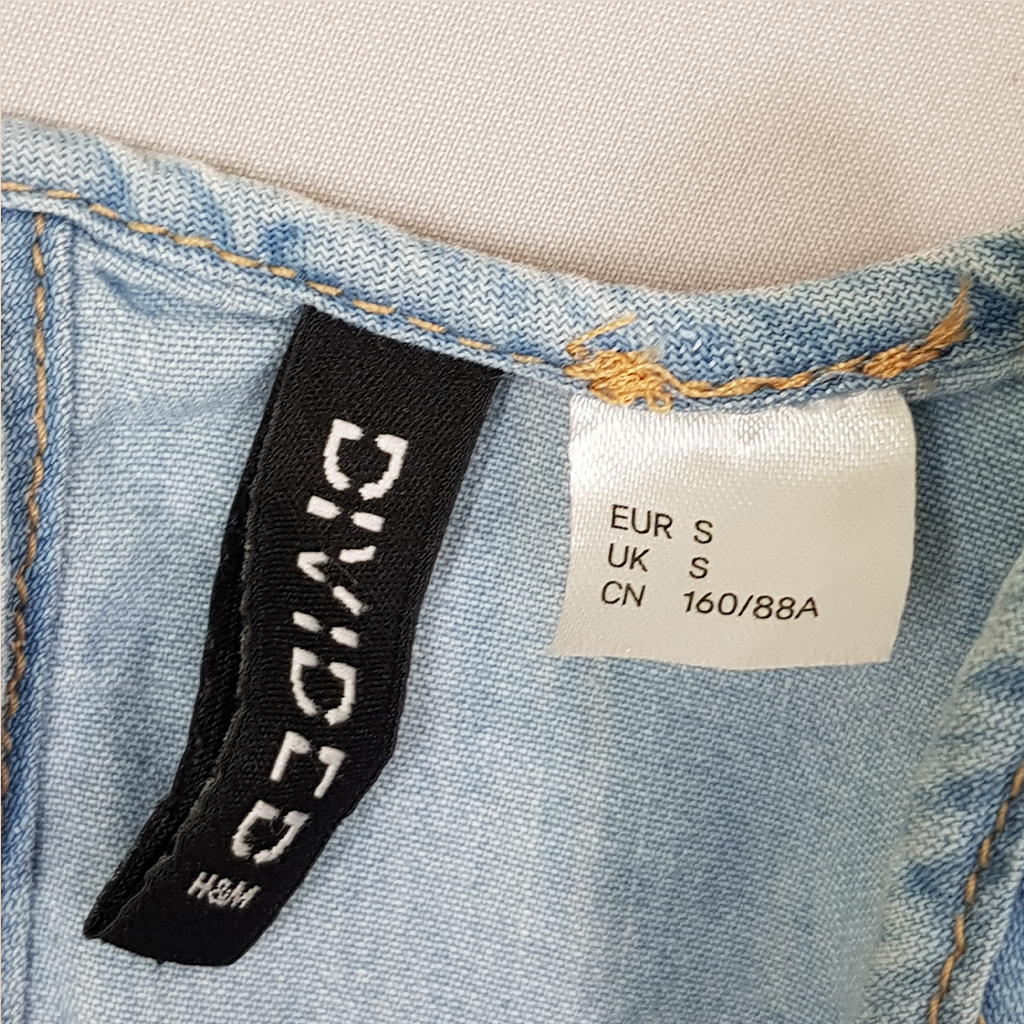 DIVIDED
H&M
EUR S
UK S
CN 160/88A